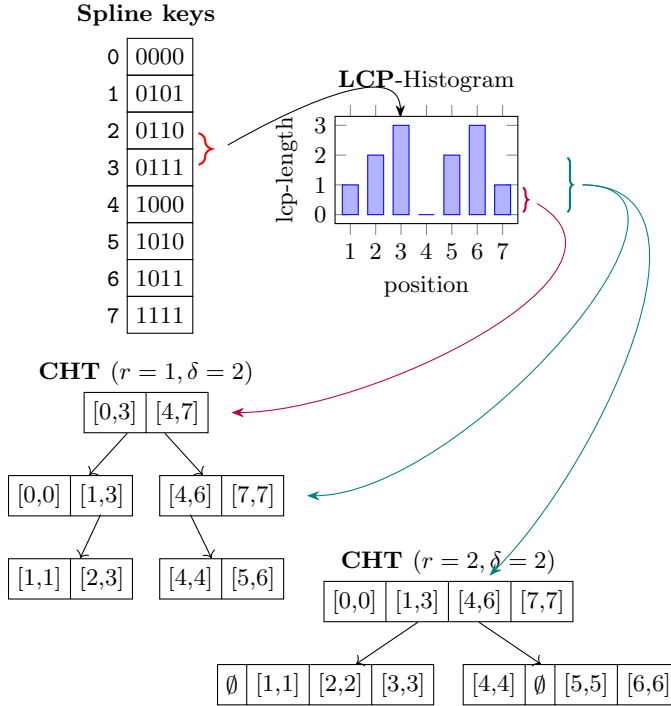 Spline keys
0 0000
1 0101
2 0110
3 0111
4 1000
5 1010
6 1011
7 1111
LCP-Histogram
lcp-length
3
2
1
0
1 2 3 4 5 6 7
position
CHT (r = 1, δ = 2)
[0,3] [4,7]
[0,0] [1,3] [4,6] [7,7]
[1,1] [2,3] [4,4] [5,6]
CHT (r = 2, δ = 2)
[0,0] [1,3] [4,6] [7,7]
∅ [1,1] [2,2] [3,3] [4,4] ∅ [5,5] [6,6]